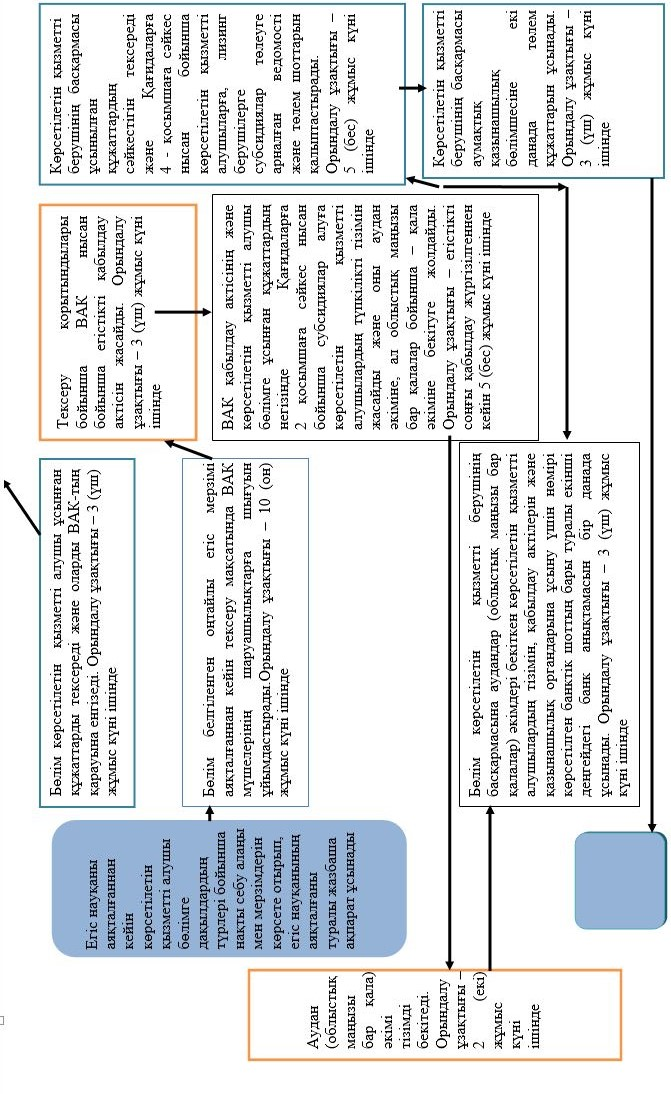 Бөлім көрсетілетін қызметті алушы ұсынған
құжаттарды тексереді және оларды ВАК-тың
қарауына енгізеді. Орындалу ұзақтығы – 3 (үш)
жұмыс күні ішінде
Егіс науқаны
аяқталғаннан
кейін
көрсетілетін
қызметті алушы
бөлімге
дақылдардың
түрлері бойынша
нақты себу алаңы
мен мерзімдерін
көрсете отырып,
егіс науқанының
аяқталғаны
туралы жазбаша
ақпарат ұсынады
Бөлім белгіленген оңтайлы егіс мерзімі
аяқталғаннан кейін тексеру мақсатында ВАК
мүшелерінің шаруашылықтарға шығуын
ұйымдастырады.Орындалу ұзақтығы – 10 (он)
жұмыс күні ішінде
Тексеру қорытындылары
бойынша ВАК нысан
бойынша егістікті қабылдау
актісін жасайды. Орындалу
ұзақтығы – 3 (үш) жұмыс күні
ішінде
ВАК қабылдау актісінің және
көрсетілетін қызметті алушы
бөлімге ұсынған құжаттардың
негізінде Қағидаларға
2 қосымшаға сәйкес нысан
бойынша субсидиялар алуға
көрсетілетін қызметті
алушылардың түпкілікті тізімін
жасайды және оны аудан
әкіміне, ал облыстық маңызы
бар қалалар бойынша – қала
әкіміне бекітуге жолдайды.
Орындалу ұзақтығы – егістікті
соңғы қабылдау жүргізілгеннен
кейін 5 (бес) жұмыс күні ішінде
Аудан
(облыстық
маңызы
бар қала)
әкімі
тізімді
бекітеді.
Орындалу
ұзақтығы –
2 (екі)
жұмыс
күні
ішінде
Бөлім көрсетілетін қызметті берушінің
басқармасына аудандар (облыстық маңызы бар
қалалар) әкімдері бекіткен көрсетілетін қызметті
алушылардың тізімін, қабылдау актілерін және
қазынашылық органдарына ұсыну үшін нөмірі
көрсетілген банктік шоттың бары туралы екінші
деңгейдегі банк анықтамасын бір данада
ұсынады. Орындалу ұзақтығы – 3 (үш) жұмыс
күні ішінде
Көрсетілетін қызметті
берушінің басқармасы
ұсынылған
құжаттардың
сәйкестігін тексереді
және Қағидаларға
4 - қосымшаға сәйкес
нысан бойынша
көрсетілетін қызметті
алушыларға, лизинг
берушілерге
субсидиялар төлеуге
арналған ведомості
және төлем шоттарын
қалыптастырады.
Орындалу ұзақтығы –
5 (бес) жұмыс күні
ішінде
Көрсетілетін қызметті
берушінің басқармасы
аумақтық
қазынашылық
бөлімшесіне екі
данада төлем
құжаттарын ұсынады.
Орындалу ұзақтығы –
3 (үш) жұмыс күні
ішінде